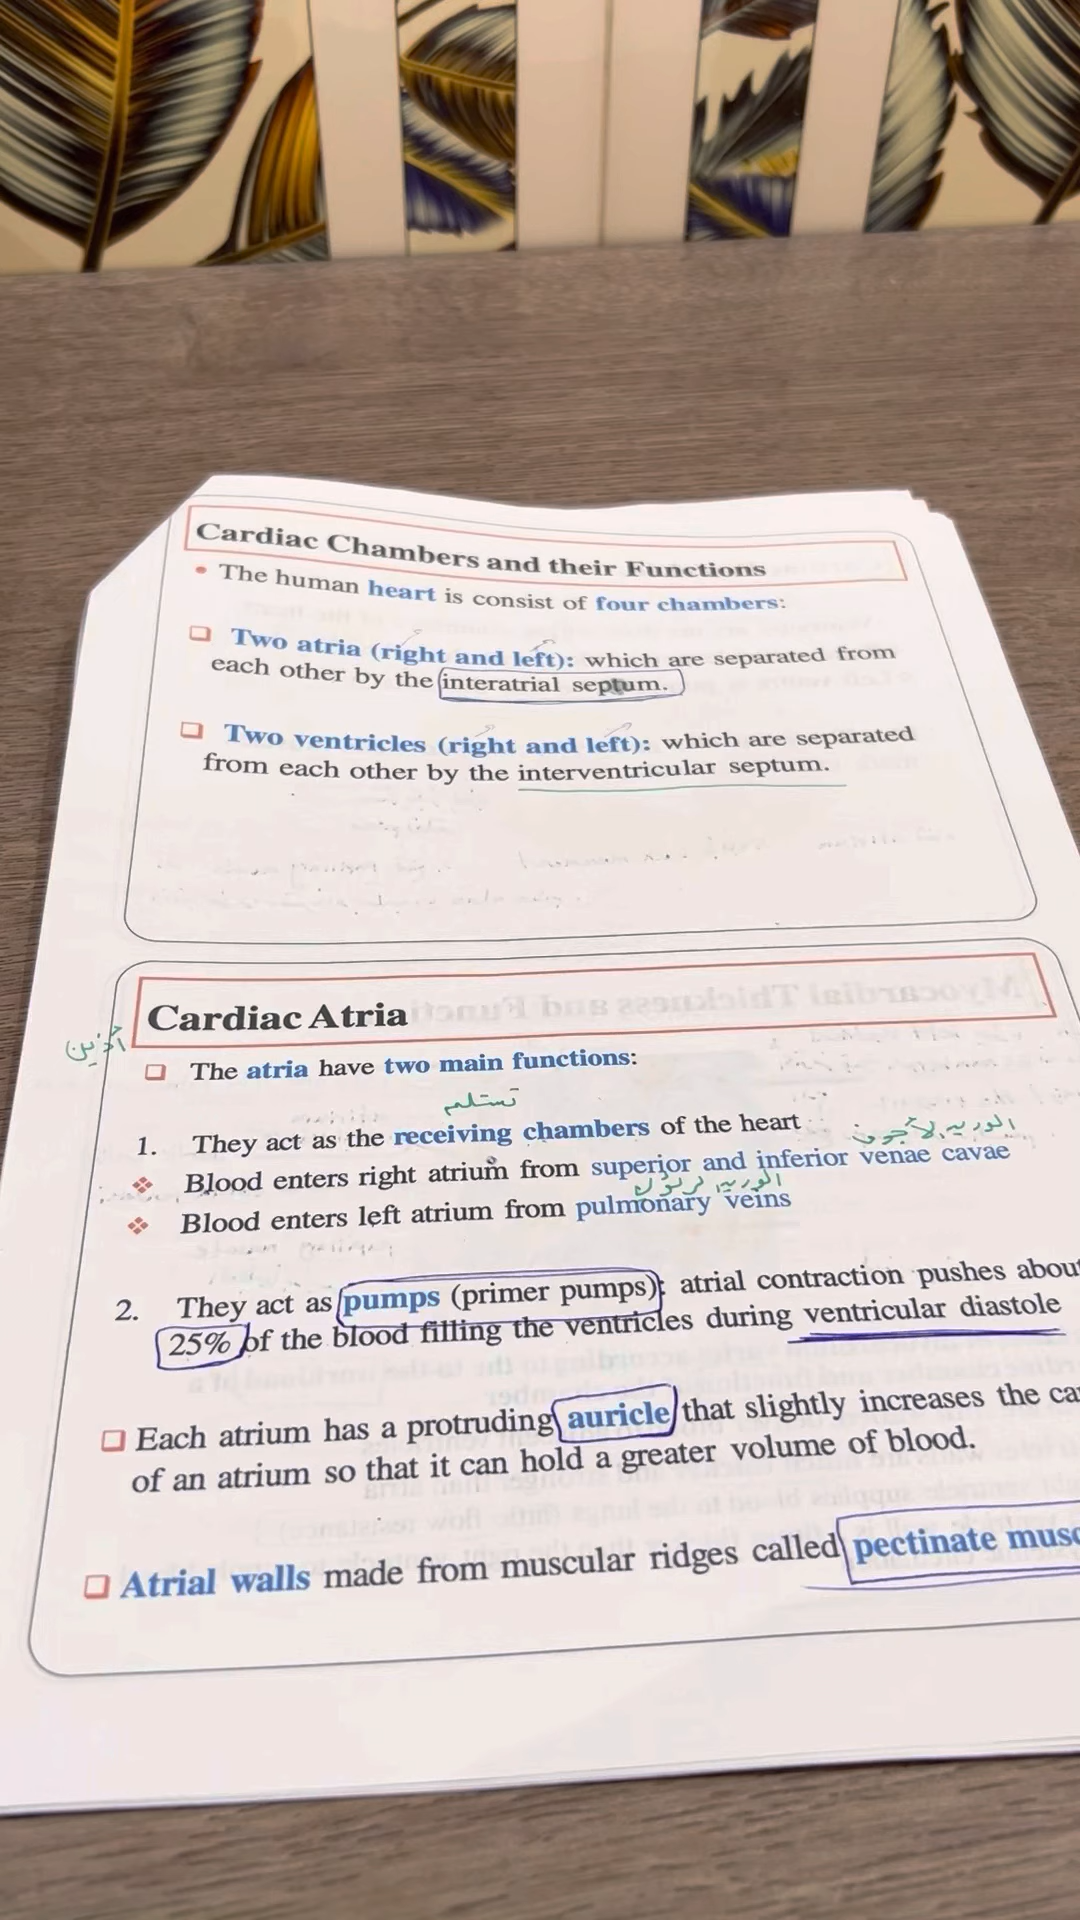 Cardiac Chambers and their Functions
• The human heart is consist of four chambers:
❑ Two atria (right and left): which are separated from
each other by the interatrial septum.
❑ Two ventricles (right and left): which are separated
from each other by the interventricular septum.
Cardiac Atria
أذين
❑ The atria have two main functions:
تستلم
1. They act as the receiving chambers of the heart
الوريد الأجوف
❖ Blood enters right atrium from superior and inferior venae cavae
❖ Blood enters left atrium from pulmonary veins
2. They act as pumps (primer pumps): atrial contraction pushes about
25% of the blood filling the ventricles during ventricular diastole
❑ Each atrium has a protruding auricle that slightly increases the ca
of an atrium so that it can hold a greater volume of blood.
❑ Atrial walls made from muscular ridges called pectinate musc